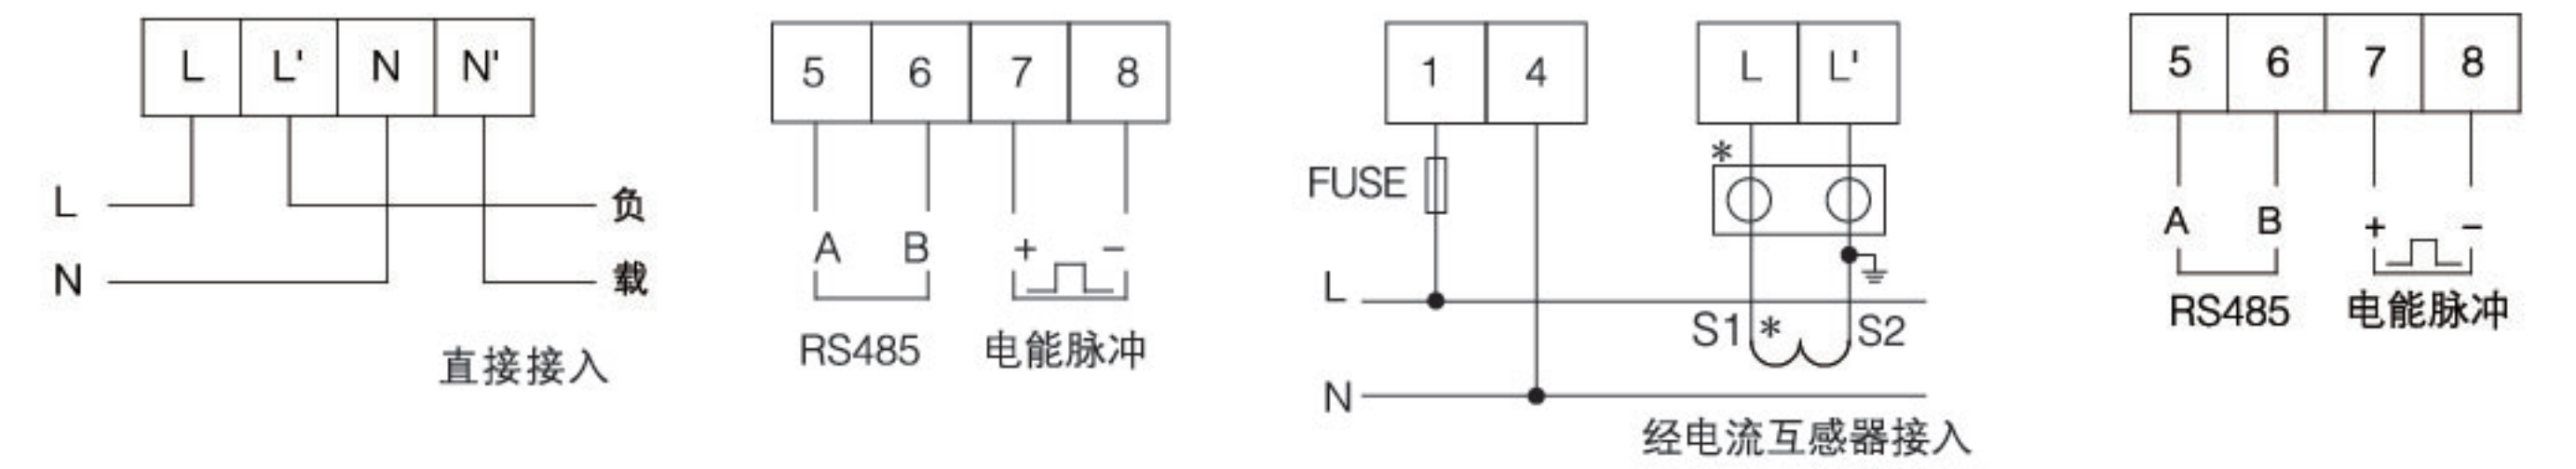 L L' N N'
L 负
N 载
直接接入
5 6 7 8
A B + −
RS485 电能脉冲
1 4 L L'
*
FUSE
L
S1 * S2
N
经电流互感器接入
5 6 7 8
A B + −
RS485 电能脉冲